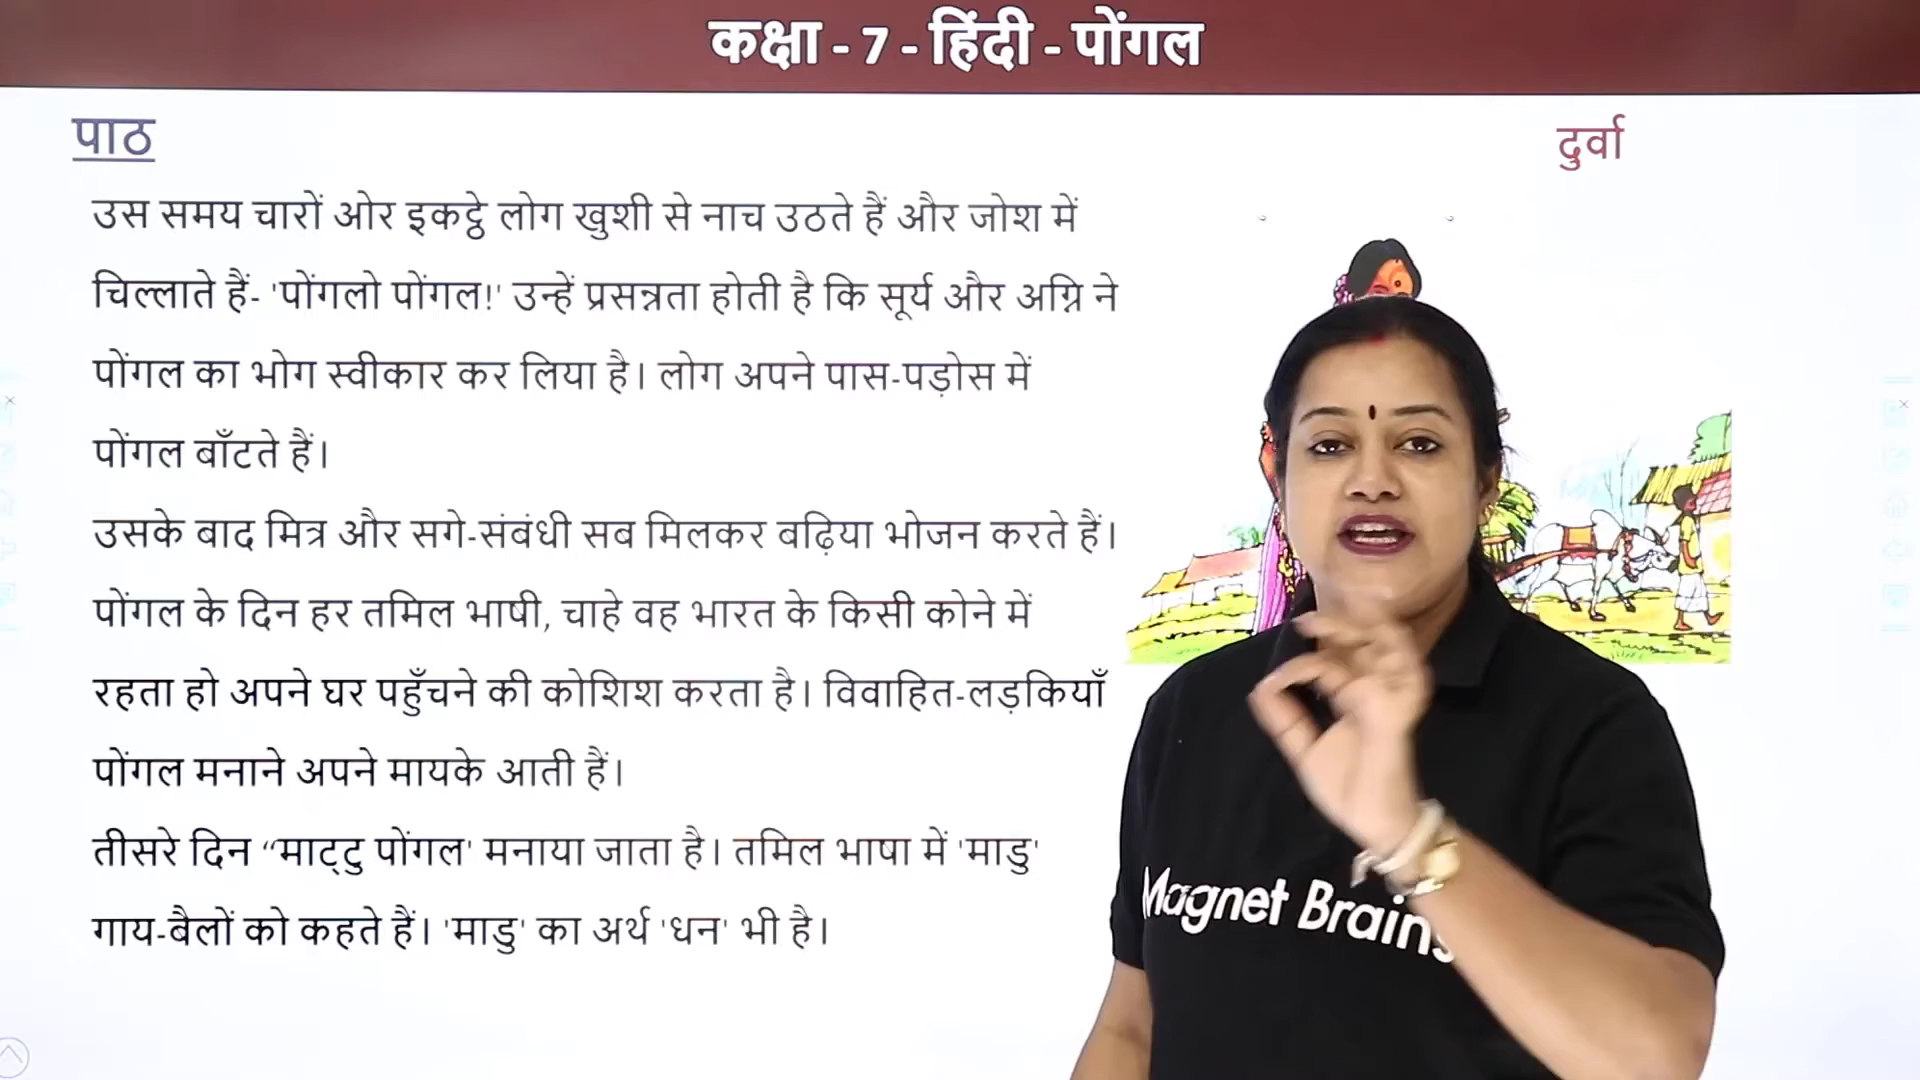 कक्षा - 7 - हिंदी - पोंगल
पाठ
दुर्वा
उस समय चारों ओर इकट्ठे लोग खुशी से नाच उठते हैं और जोश में
चिल्लाते हैं- 'पोंगलो पोंगल!' उन्हें प्रसन्नता होती है कि सूर्य और अग्नि ने
पोंगल का भोग स्वीकार कर लिया है। लोग अपने पास-पड़ोस में
पोंगल बाँटते हैं।
उसके बाद मित्र और सगे-संबंधी सब मिलकर बढ़िया भोजन करते हैं।
पोंगल के दिन हर तमिल भाषी, चाहे वह भारत के किसी कोने में
रहता हो अपने घर पहुँचने की कोशिश करता है। विवाहित-लड़कियाँ
पोंगल मनाने अपने मायके आती हैं।
तीसरे दिन “माट्टु पोंगल' मनाया जाता है। तमिल भाषा में 'माडु'
गाय-बैलों को कहते हैं। 'माडु' का अर्थ 'धन' भी है।
Magnet Brains